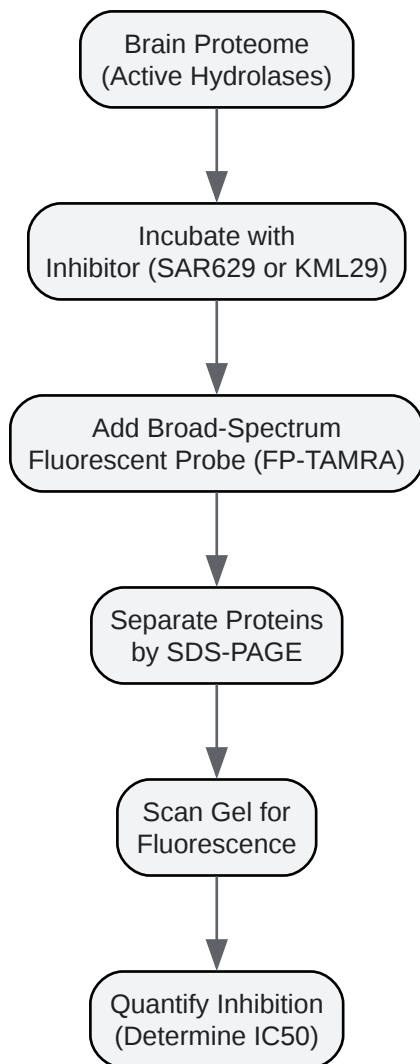 Brain Proteome
(Active Hydrolases)
Incubate with
Inhibitor (SAR629 or KML29)
Add Broad-Spectrum
Fluorescent Probe (FP-TAMRA)
Separate Proteins
by SDS-PAGE
Scan Gel for
Fluorescence
Quantify Inhibition
(Determine IC50)